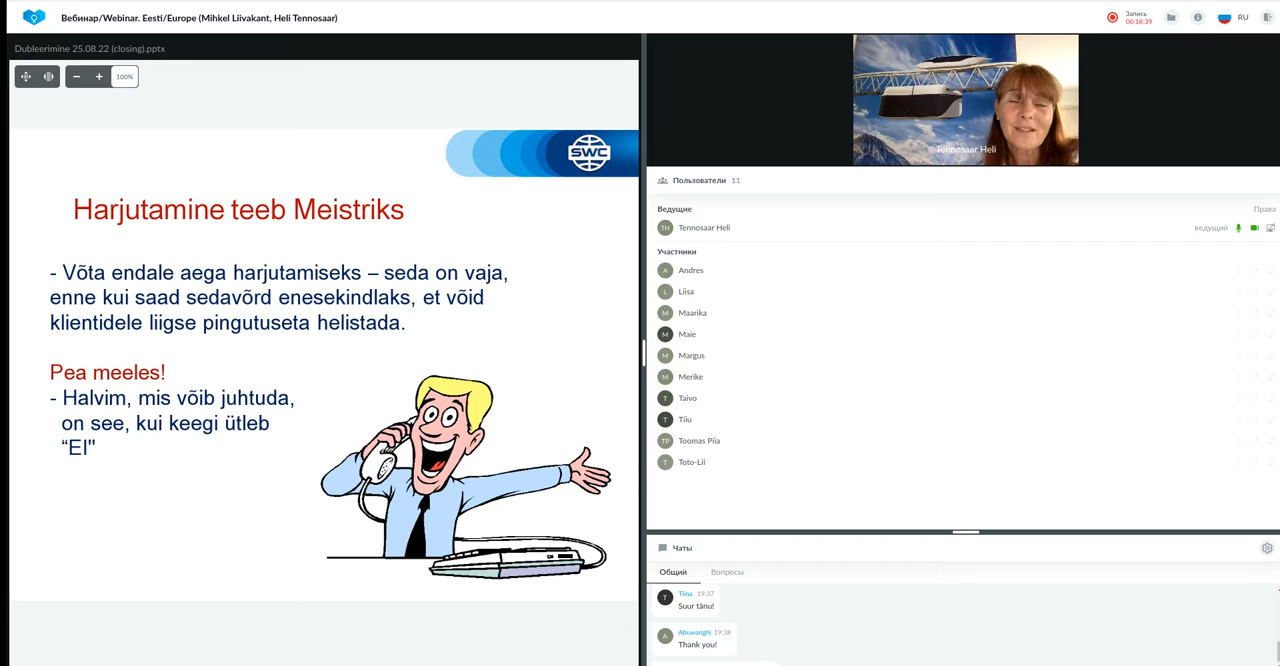 Вебинар/Webinar. Eesti/Europe (Mihkel Liivakant, Heli Tennosaar)
Запись
00:18:39
RU
Dubleerimine 25.08.22 (closing).pptx
100%
SWC
Harjutamine teeb Meistriks
- Võta endale aega harjutamiseks – seda on vaja,
enne kui saad sedavõrd enesekindlaks, et võid
klientidele liigse pingutuseta helistada.
Pea meeles!
- Halvim, mis võib juhtuda,
on see, kui keegi ütleb
“EI"
Tennosaar Heli
Пользователи 11
Ведущие Права
TH Tennosaar Heli ведущий
Участники
A Andres
L Liisa
M Maarika
M Maie
M Margus
M Merike
T Taivo
T Tiiu
TP Toomas Piia
T Toto-Lii
Чаты
Общий Вопросы
T Tiina 19:37
Suur tänu!
A Abuwanghi 19:38
Thank you!